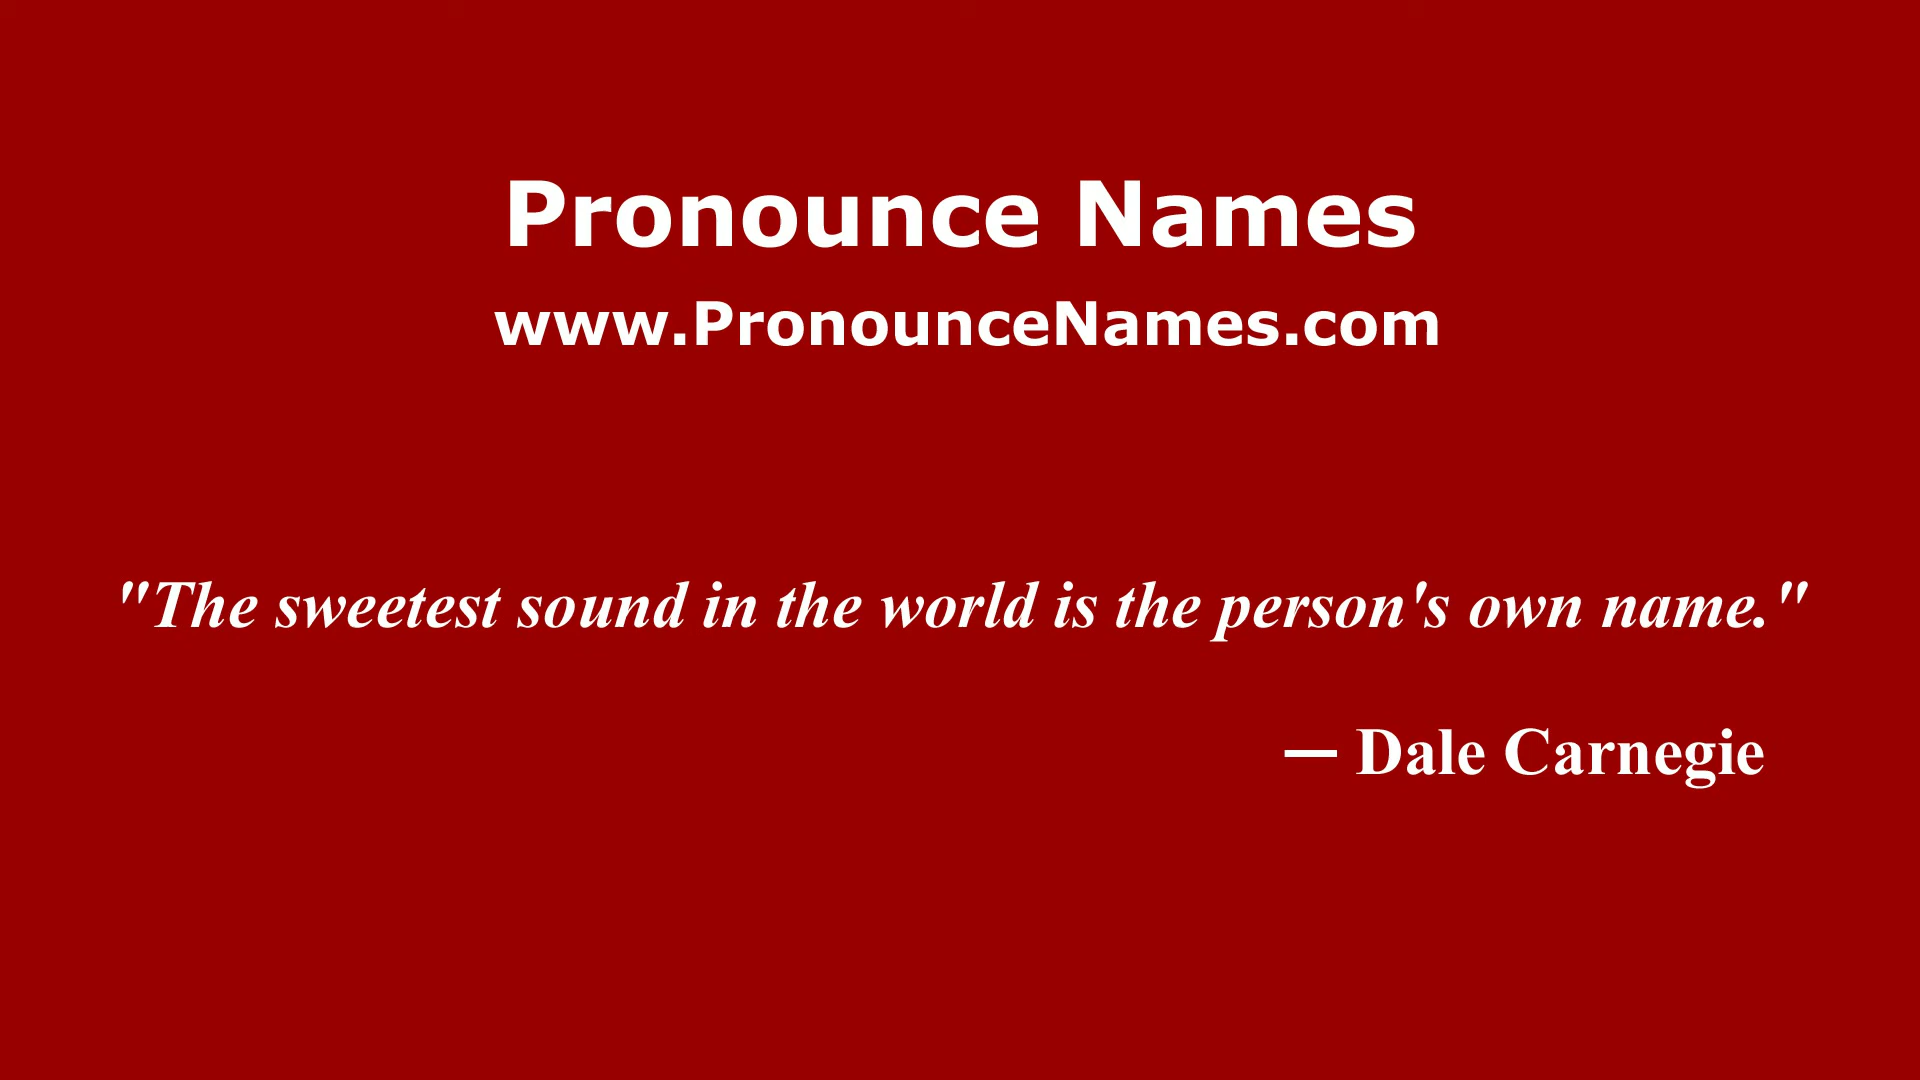 Pronounce Names
www.PronounceNames.com
"The sweetest sound in the world is the person's own name."
— Dale Carnegie